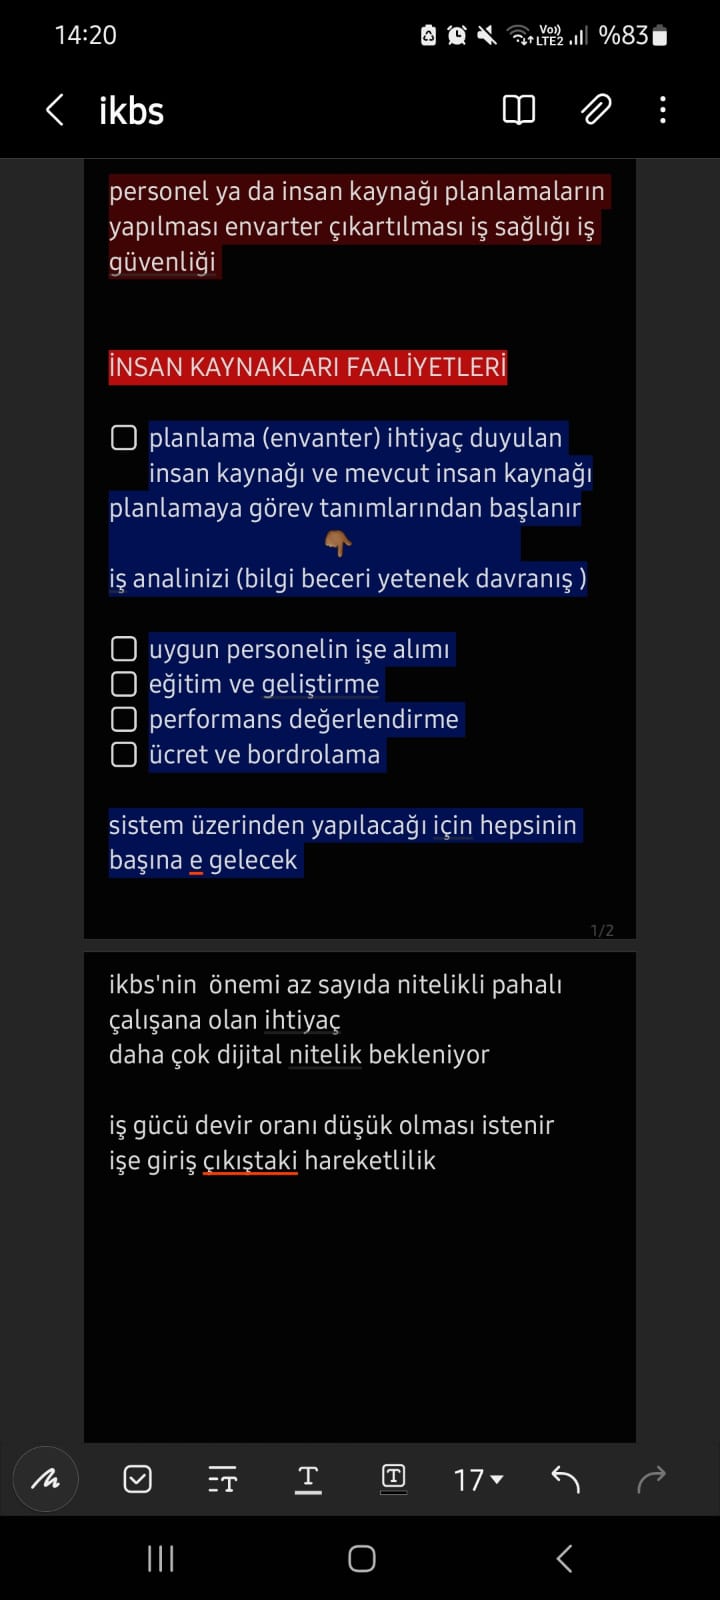 14:20
Vo)) LTE2 %83
ikbs
personel ya da insan kaynağı planlamaların
yapılması envarter çıkartılması iş sağlığı iş
güvenliği
İNSAN KAYNAKLARI FAALİYETLERİ
planlama (envanter) ihtiyaç duyulan
insan kaynağı ve mevcut insan kaynağı
planlamaya görev tanımlarından başlanır
iş analinizi (bilgi beceri yetenek davranış )
uygun personelin işe alımı
eğitim ve geliştirme
performans değerlendirme
ücret ve bordrolama
sistem üzerinden yapılacağı için hepsinin
başına e gelecek
1/2
ikbs'nin  önemi az sayıda nitelikli pahalı
çalışana olan ihtiyaç
daha çok dijital nitelik bekleniyor
iş gücü devir oranı düşük olması istenir
işe giriş çıkıştaki hareketlilik
17